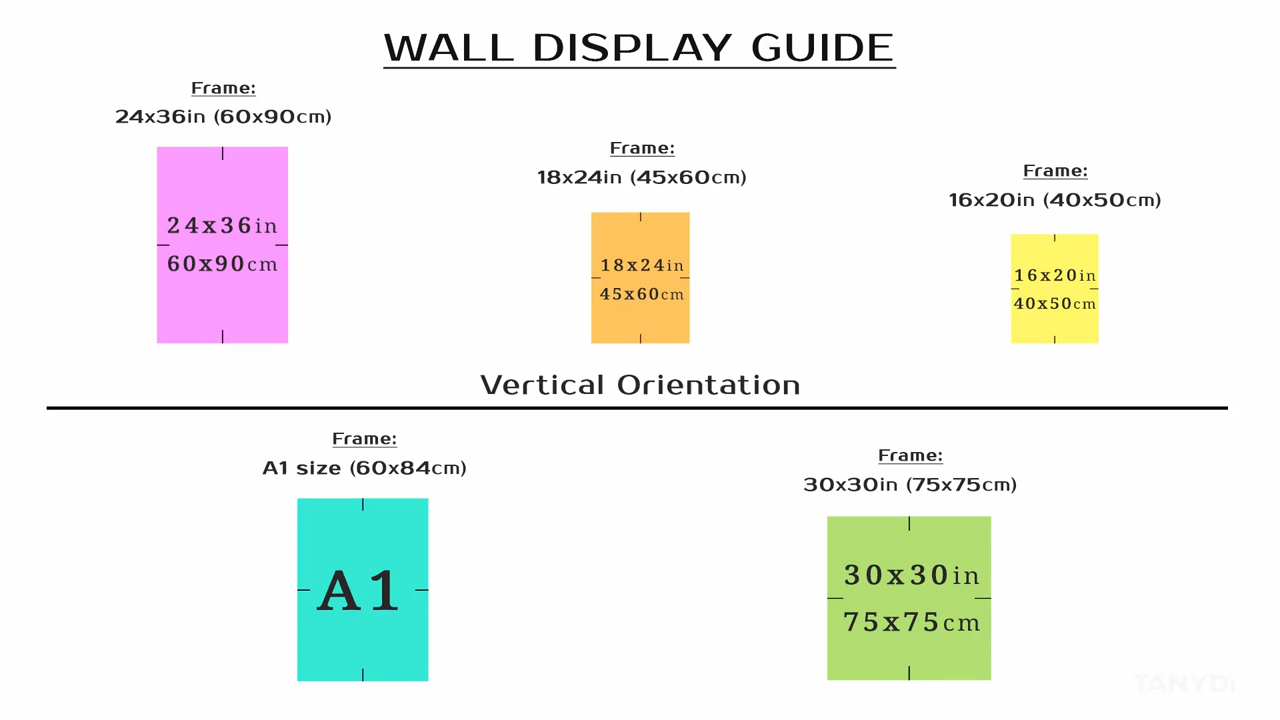 WALL DISPLAY GUIDE
Frame:
24x36in (60x90cm)
24x36in
60x90cm
Frame:
18x24in (45x60cm)
18x24in
45x60cm
Frame:
16x20in (40x50cm)
16x20in
40x50cm
Vertical Orientation
Frame:
A1 size (60x84cm)
A1
Frame:
30x30in (75x75cm)
30x30in
75x75cm
TANYDi